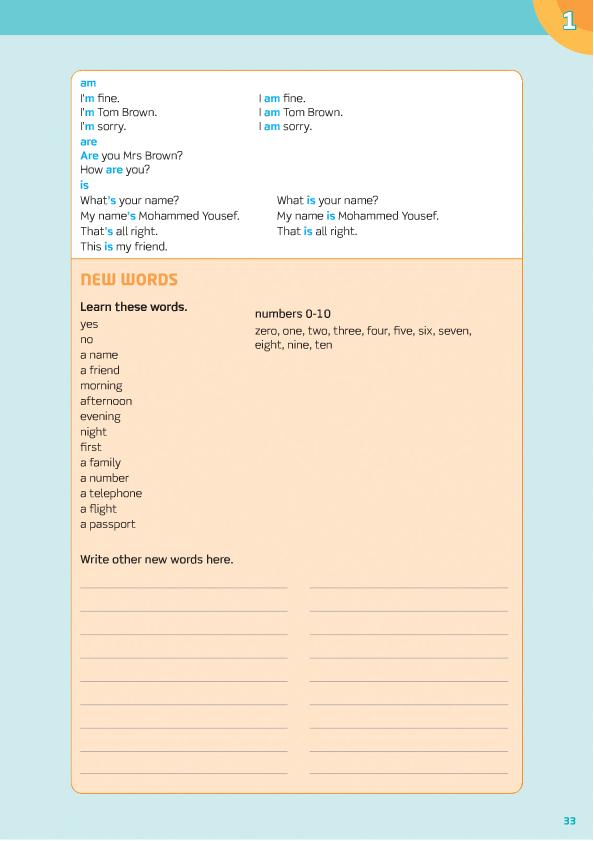 1
am
I'm fine. I am fine.
I'm Tom Brown. I am Tom Brown.
I'm sorry. I am sorry.
are
Are you Mrs Brown?
How are you?
is
What's your name? What is your name?
My name's Mohammed Yousef. My name is Mohammed Yousef.
That's all right. That is all right.
This is my friend.
NEW WORDS
Learn these words.
yes
no
a name
a friend
morning
afternoon
evening
night
first
a family
a number
a telephone
a flight
a passport
numbers 0-10
zero, one, two, three, four, five, six, seven,
eight, nine, ten
Write other new words here.
33